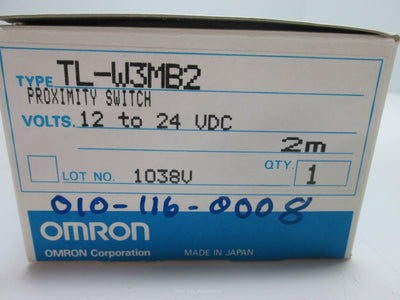 TYPE TL-W3MB2
PROXIMITY SWITCH
VOLTS. 12 to 24 VDC
2m
LOT NO. 1038V QTY. 1
010-116-0008
OMRON
OMRON Corporation MADE IN JAPAN